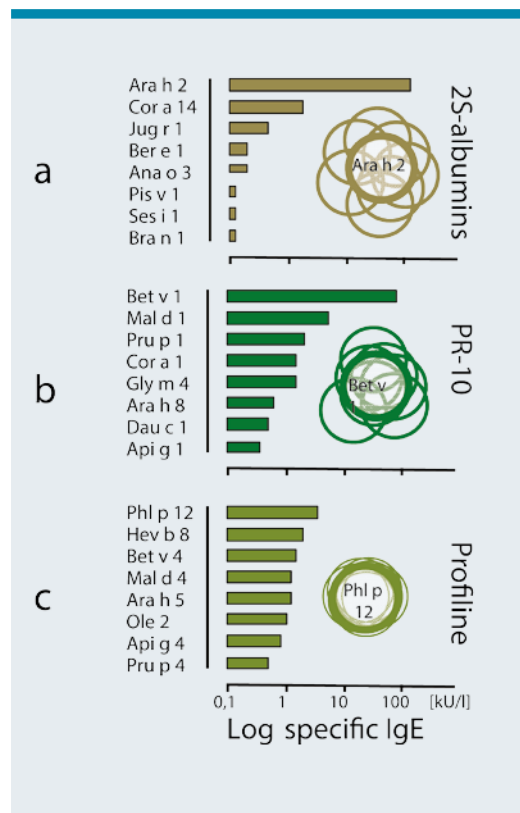 a
2S-albumins
Ara h 2
Cor a 14
Jug r 1
Ber e 1
Ana o 3
Pis v 1
Ses i 1
Bra n 1
Ara h 2
b
PR-10
Bet v 1
Mal d 1
Pru p 1
Cor a 1
Gly m 4
Ara h 8
Dau c 1
Api g 1
Bet v
1
c
Profiline
Phl p 12
Hev b 8
Bet v 4
Mal d 4
Ara h 5
Ole 2
Api g 4
Pru p 4
Phl p
12
0,1 1 10 100 [kU/l]
Log specific IgE